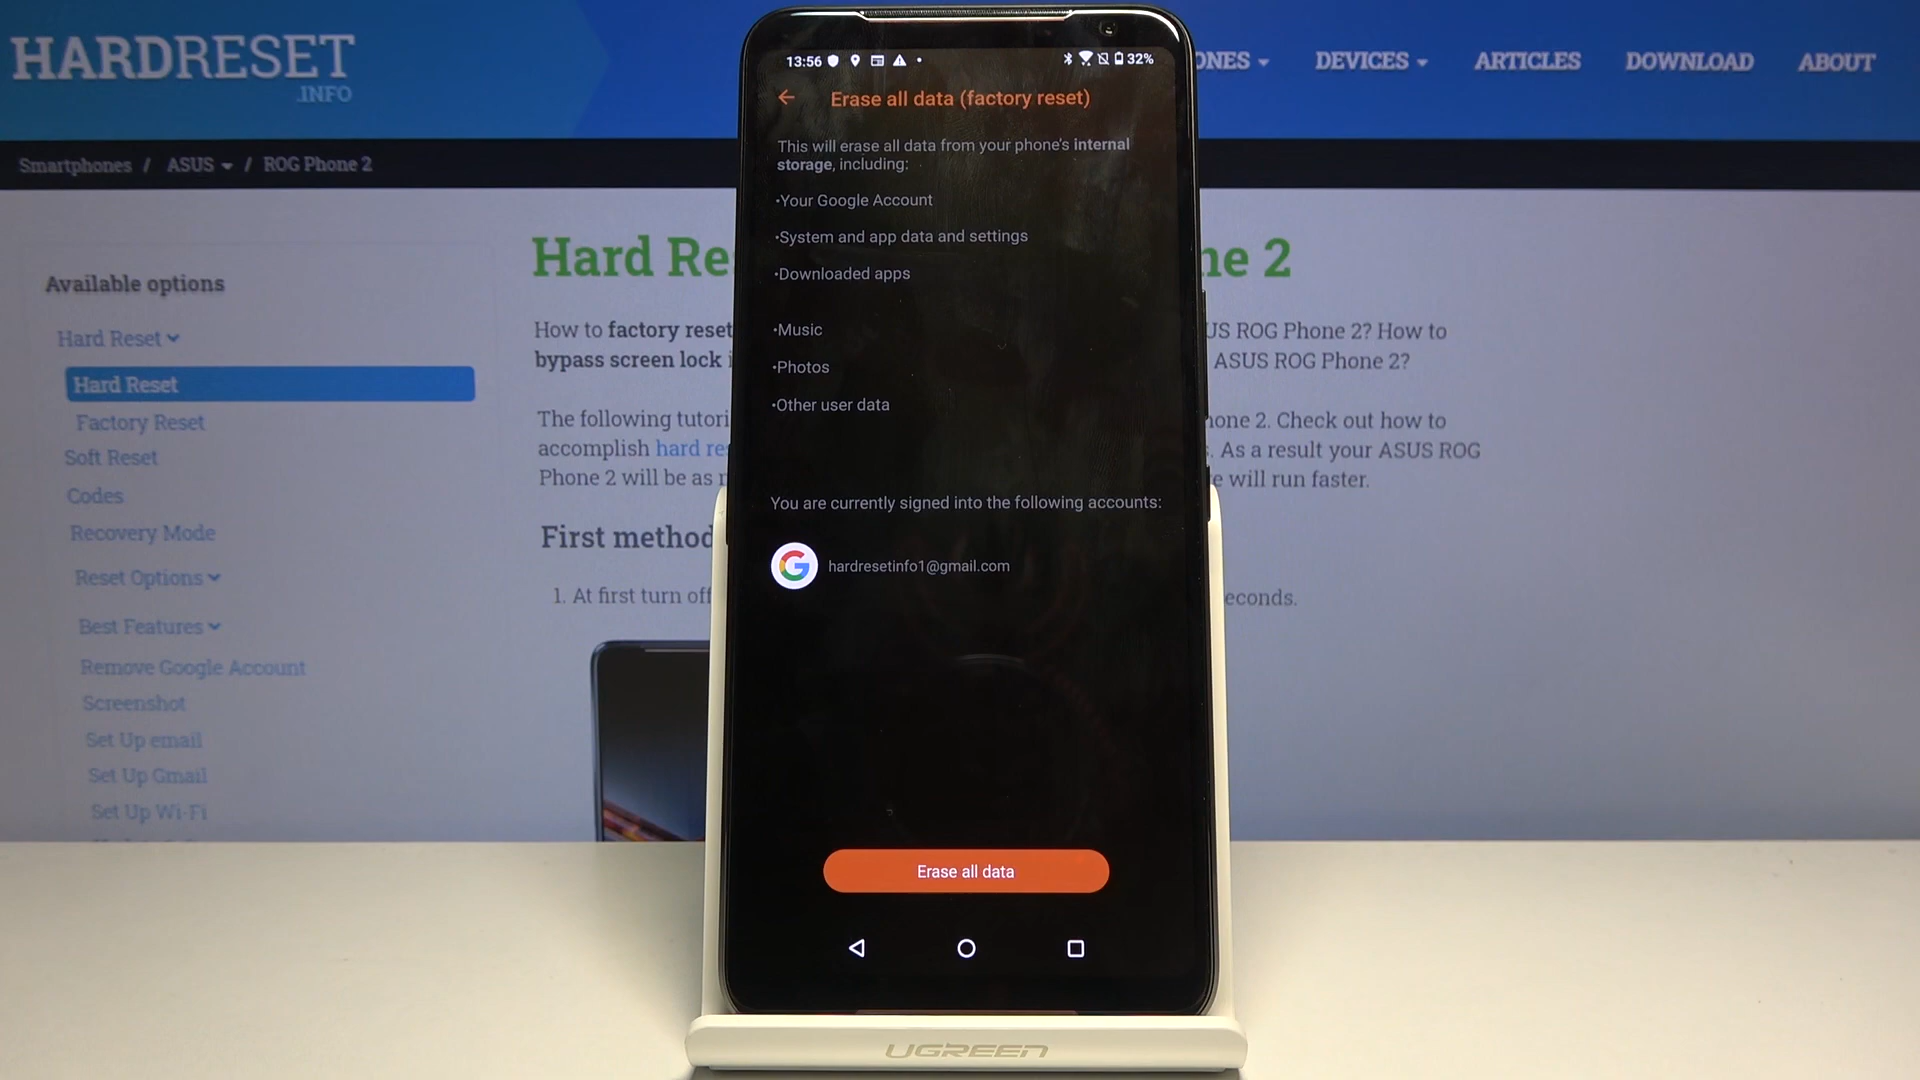 HARDRESET
.INFO
ONES
DEVICES
ARTICLES
DOWNLOAD
ABOUT
Smartphones / ASUS / ROG Phone 2
Available options
Hard Reset
Hard Reset
Factory Reset
Soft Reset
Codes
Recovery Mode
Reset Options
Best Features
Remove Google Account
Screenshot
Set Up email
Set Up Gmail
Set Up Wi-Fi
Hard Re
ne 2
How to factory reset
US ROG Phone 2? How to
bypass screen lock i
ASUS ROG Phone 2?
The following tutori
hone 2. Check out how to
accomplish hard re
s. As a result your ASUS ROG
Phone 2 will be as
e will run faster.
First method
1. At first turn off
econds.
13:56
32%
Erase all data (factory reset)
This will erase all data from your phone's internal
storage, including:
•Your Google Account
•System and app data and settings
•Downloaded apps
•Music
•Photos
•Other user data
You are currently signed into the following accounts:
G hardresetinfo1@gmail.com
Erase all data
UGREEN